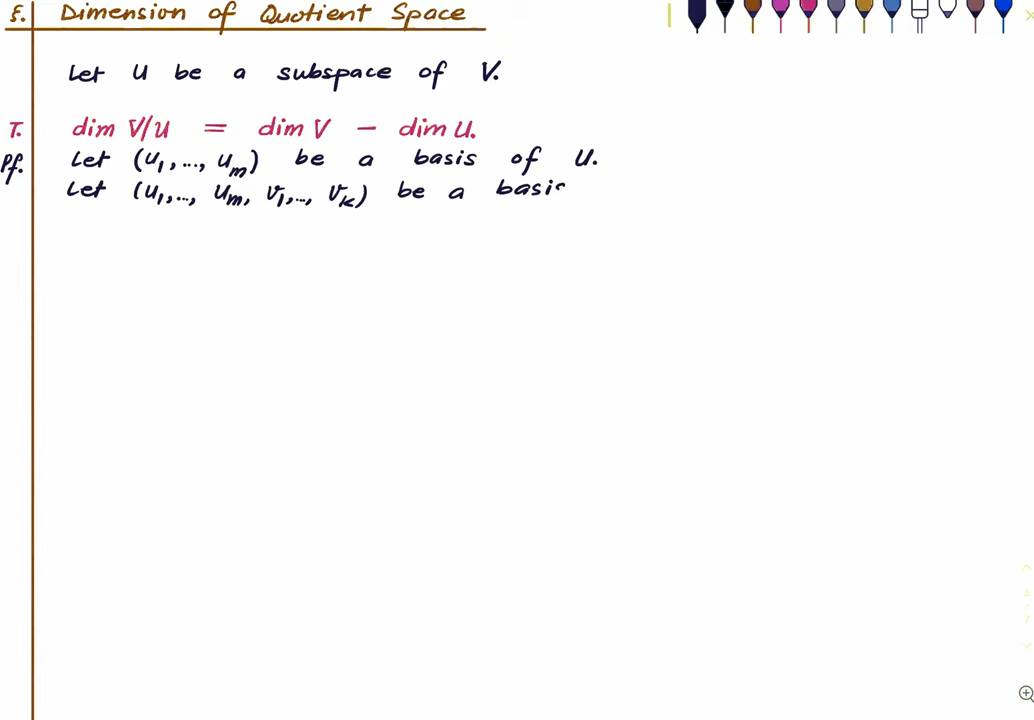 §. Dimension of Quotient Space
Let U be a subspace of V.
T. dim V/U = dim V - dim U.
Pf. Let (u₁,..., uₘ) be a basis of U.
Let (u₁,..., uₘ, v₁,..., vₖ) be a basis